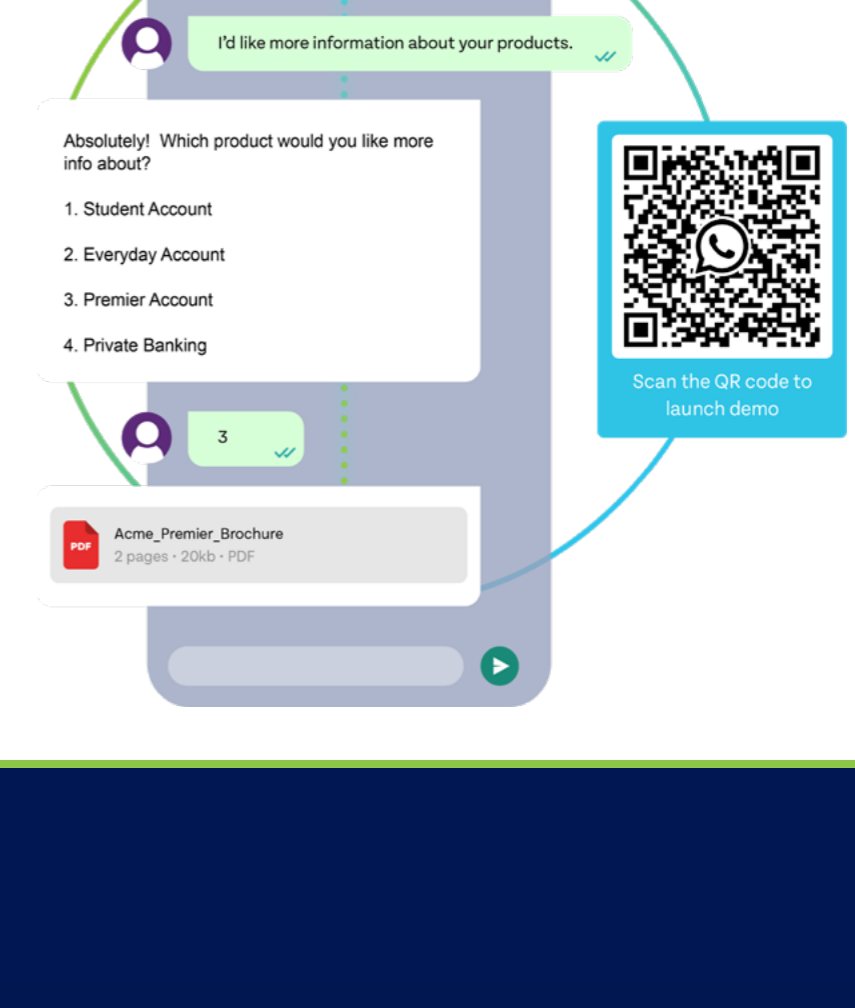 I'd like more information about your products.
Absolutely!  Which product would you like more
info about?
1. Student Account
2. Everyday Account
3. Premier Account
4. Private Banking
Scan the QR code to
launch demo
3
PDF
Acme_Premier_Brochure
2 pages · 20kb · PDF